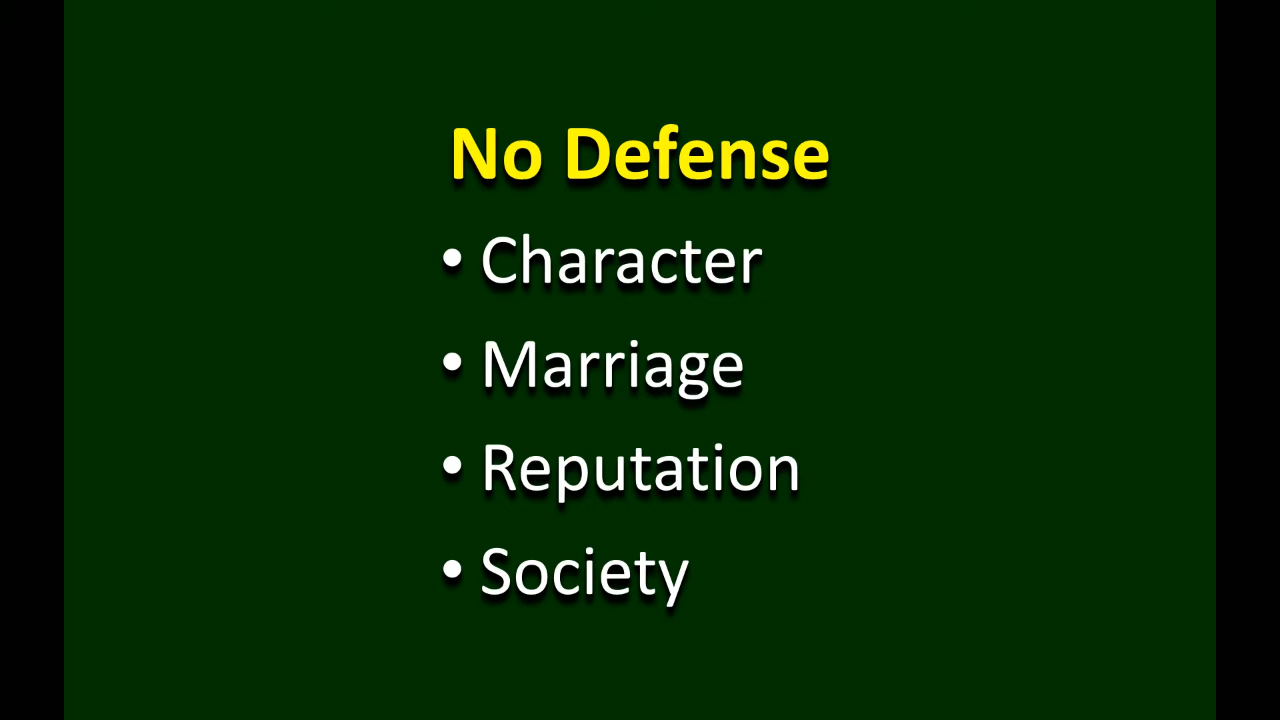 No Defense
• Character
• Marriage
• Reputation
• Society